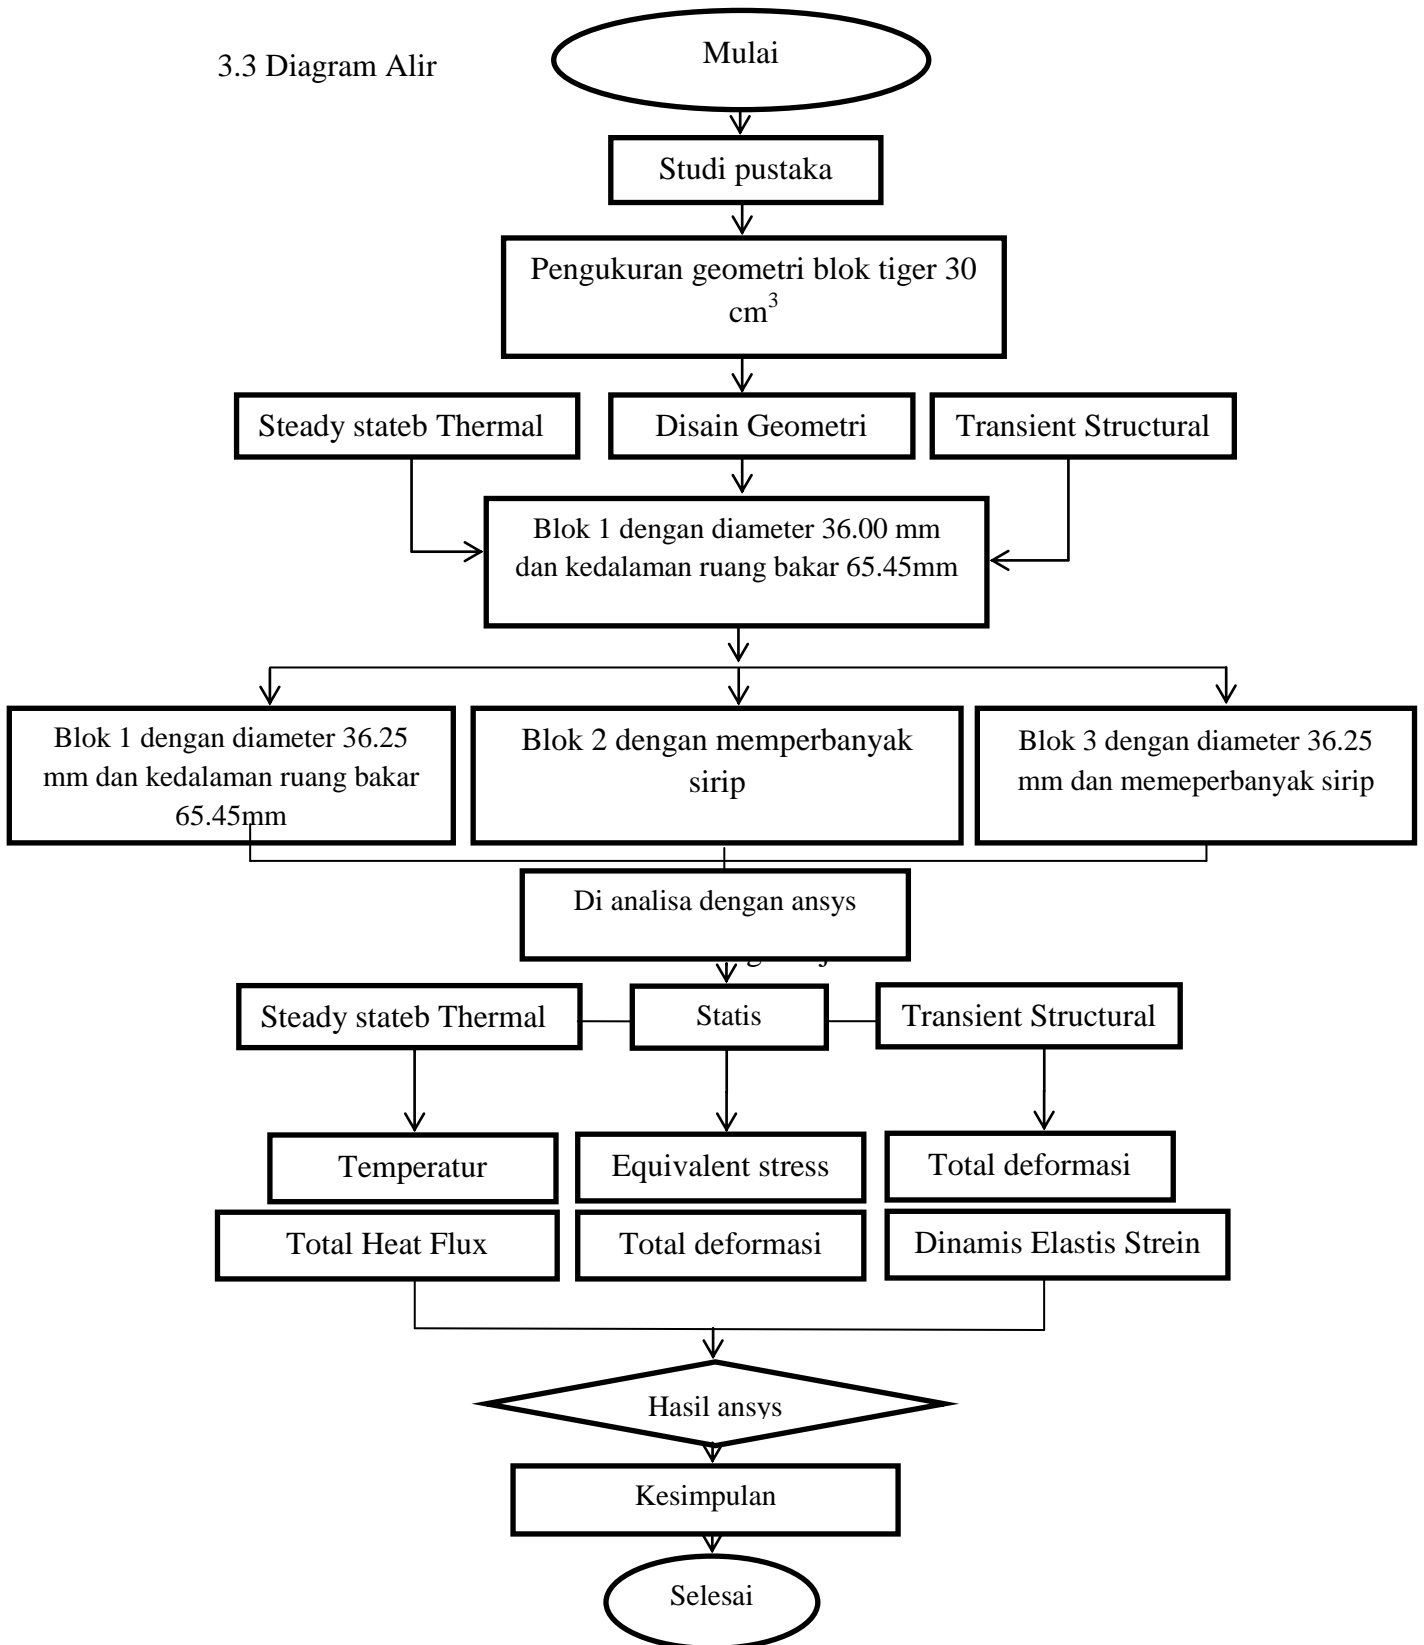 3.3 Diagram Alir
Mulai
Studi pustaka
Pengukuran geometri blok tiger 30
cm³
Steady stateb Thermal
Disain Geometri
Transient Structural
Blok 1 dengan diameter 36.00 mm
dan kedalaman ruang bakar 65.45mm
Blok 1 dengan diameter 36.25
mm dan kedalaman ruang bakar
65.45mm
Blok 2 dengan memperbanyak
sirip
Blok 3 dengan diameter 36.25
mm dan memeperbanyak sirip
Di analisa dengan ansys
Steady stateb Thermal
Statis
Transient Structural
Temperatur
Equivalent stress
Total deformasi
Total Heat Flux
Total deformasi
Dinamis Elastis Strein
Hasil ansys
Kesimpulan
Selesai